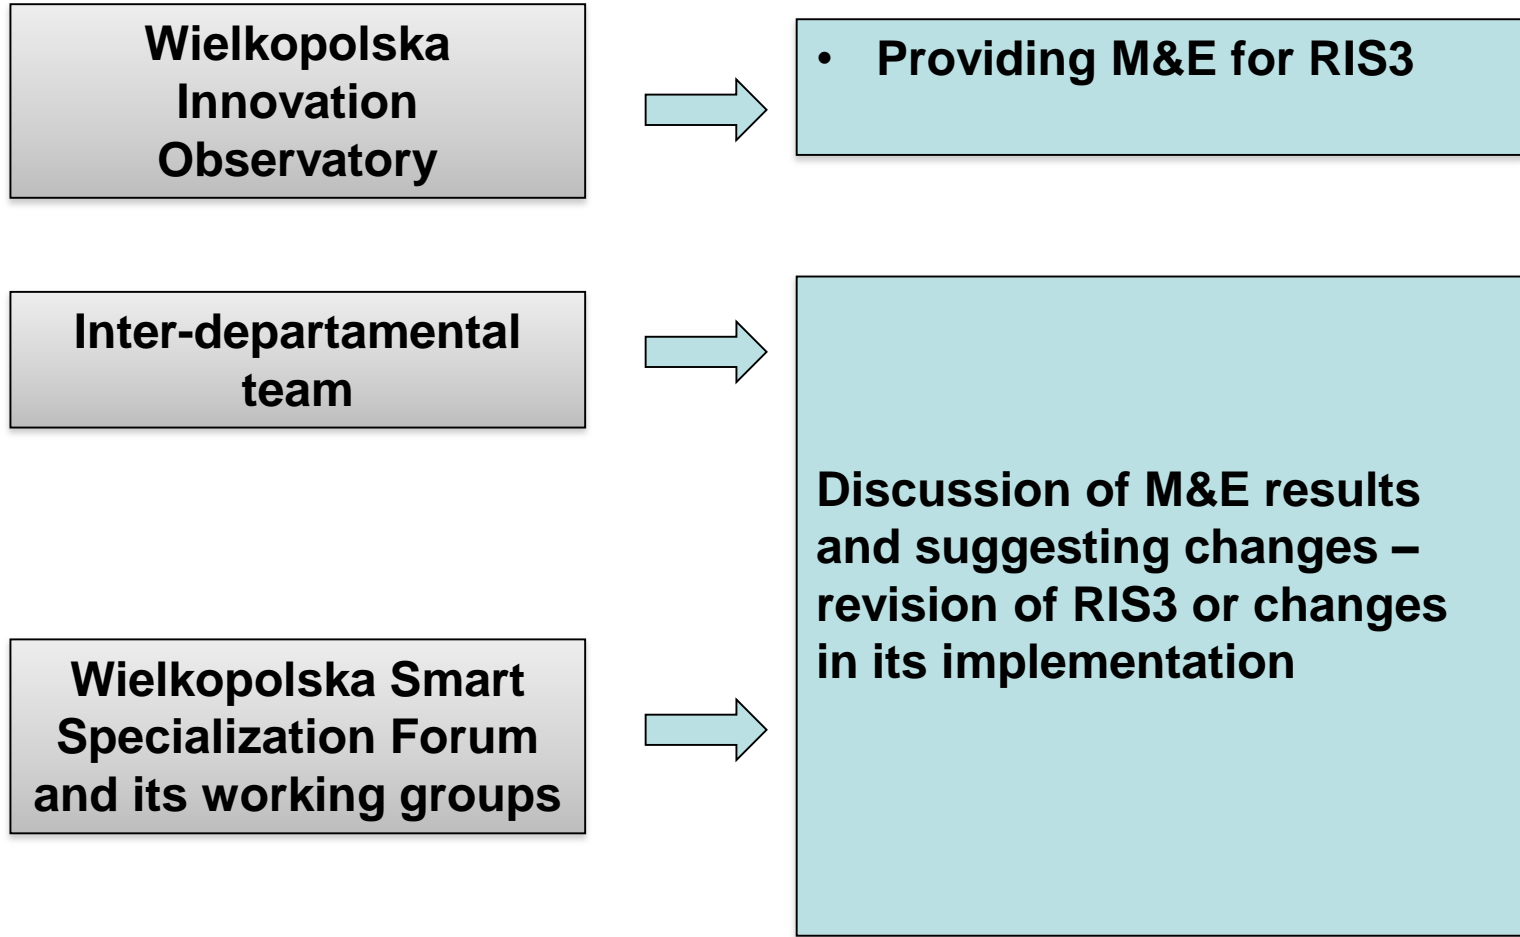 Wielkopolska
Innovation
Observatory
• Providing M&E for RIS3
Inter-departamental
team
Wielkopolska Smart
Specialization Forum
and its working groups
Discussion of M&E results
and suggesting changes –
revision of RIS3 or changes
in its implementation